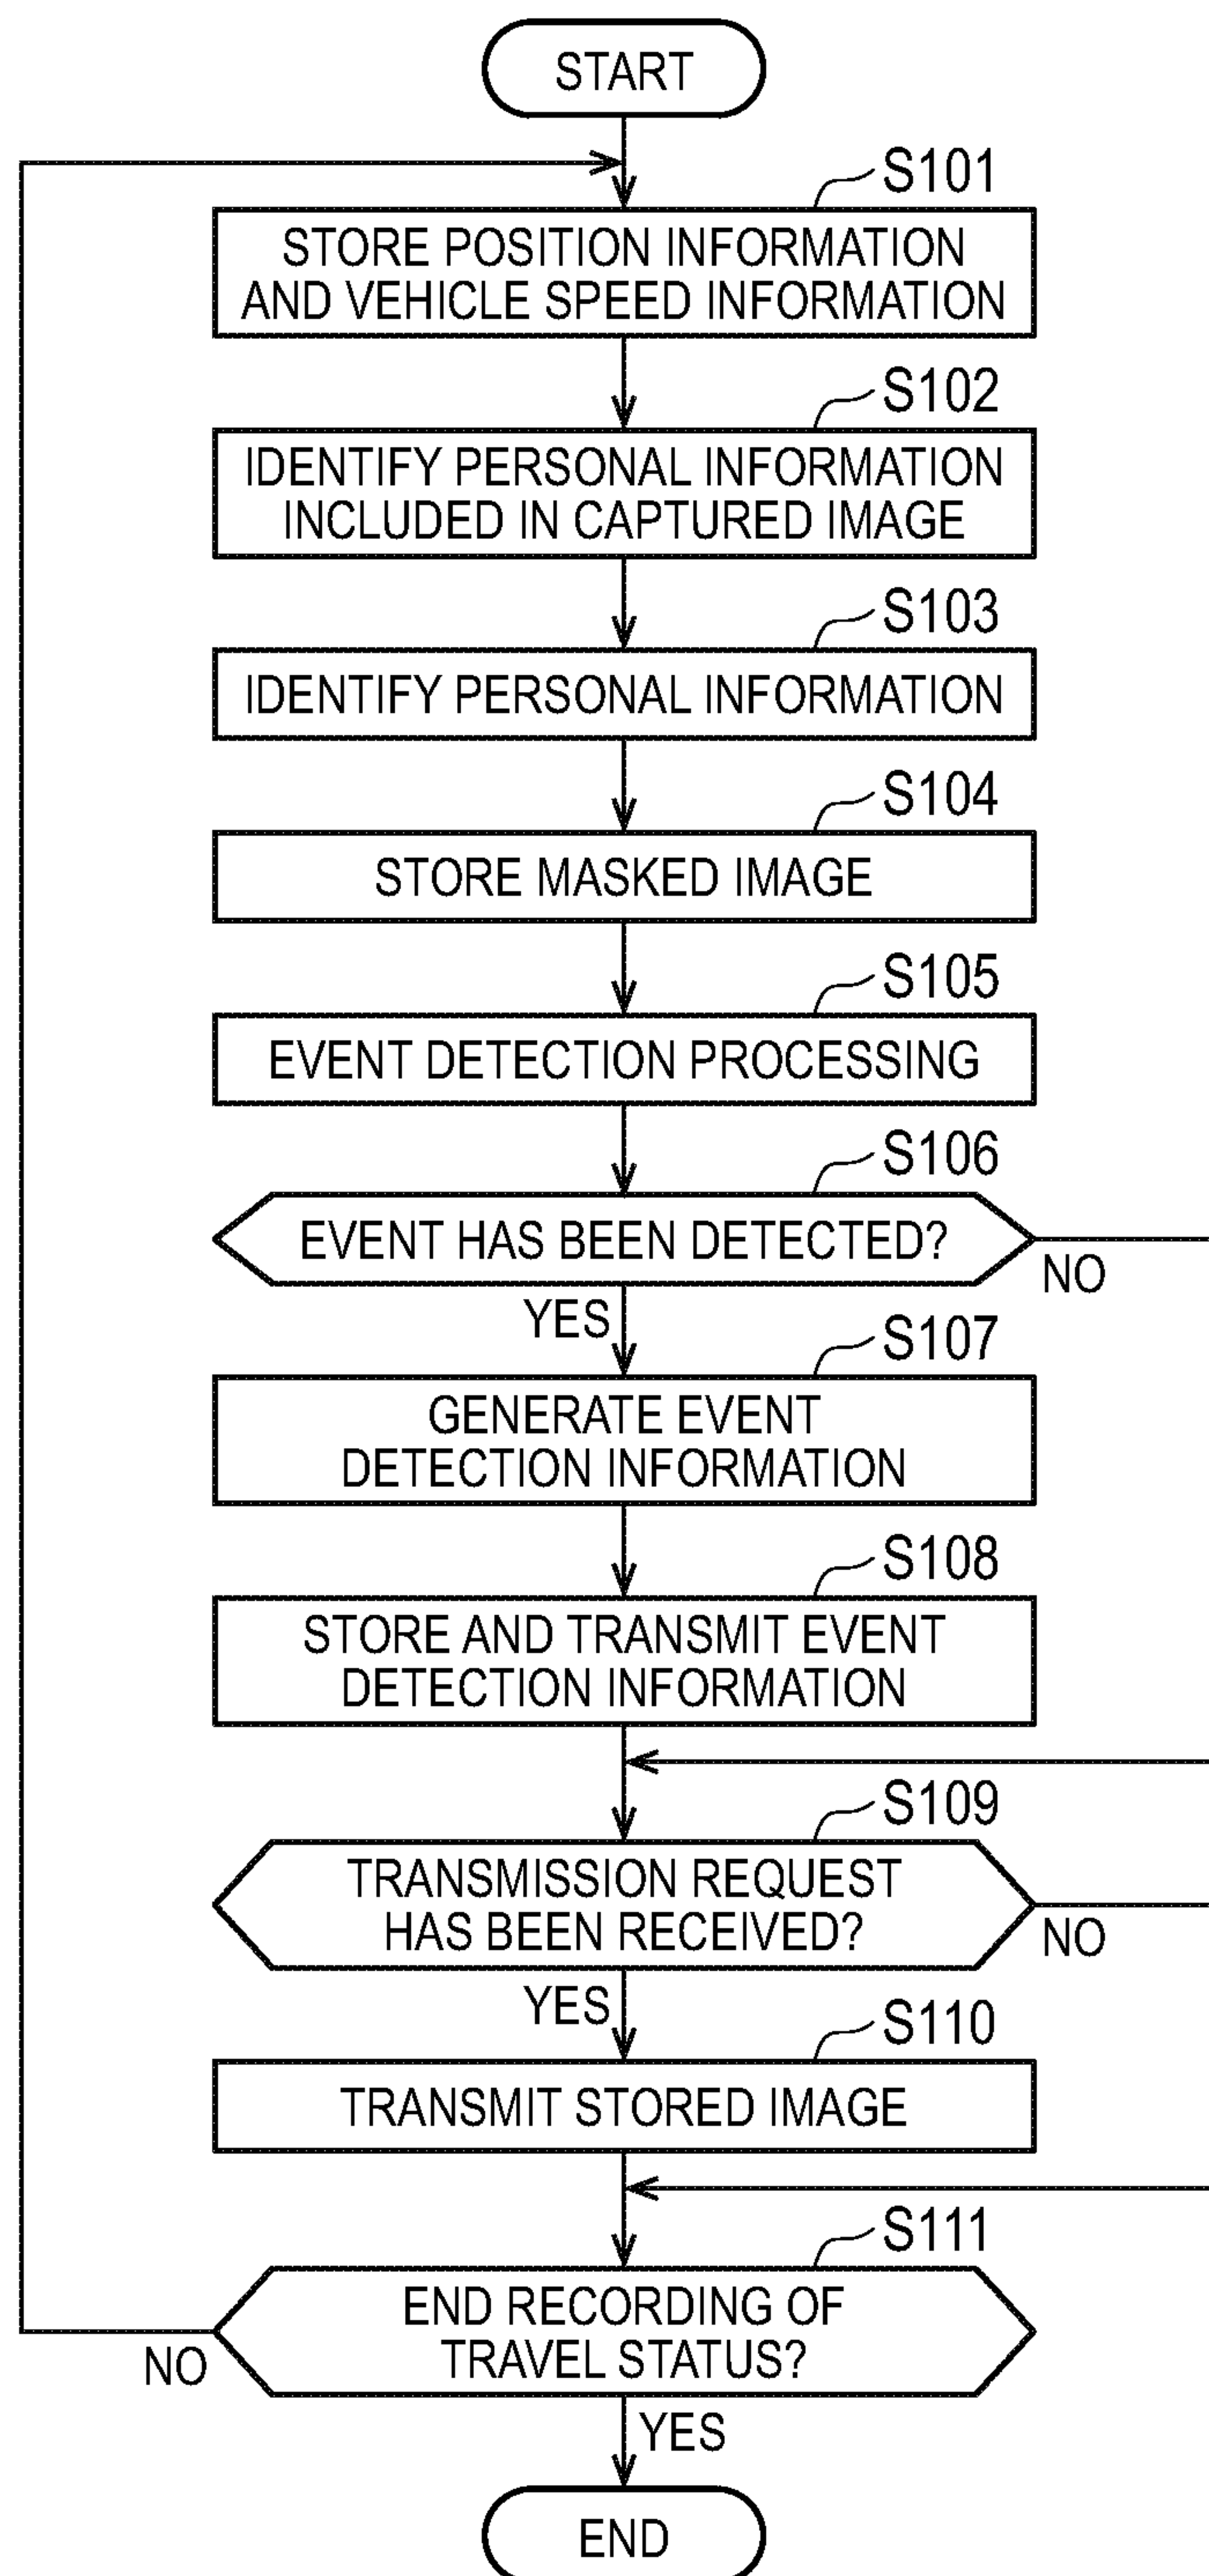 START
S101
STORE POSITION INFORMATION
AND VEHICLE SPEED INFORMATION
S102
IDENTIFY PERSONAL INFORMATION
INCLUDED IN CAPTURED IMAGE
S103
IDENTIFY PERSONAL INFORMATION
S104
STORE MASKED IMAGE
S105
EVENT DETECTION PROCESSING
S106
EVENT HAS BEEN DETECTED?
NO
YES
S107
GENERATE EVENT
DETECTION INFORMATION
S108
STORE AND TRANSMIT EVENT
DETECTION INFORMATION
S109
TRANSMISSION REQUEST
HAS BEEN RECEIVED?
NO
YES
S110
TRANSMIT STORED IMAGE
S111
END RECORDING OF
TRAVEL STATUS?
NO
YES
END